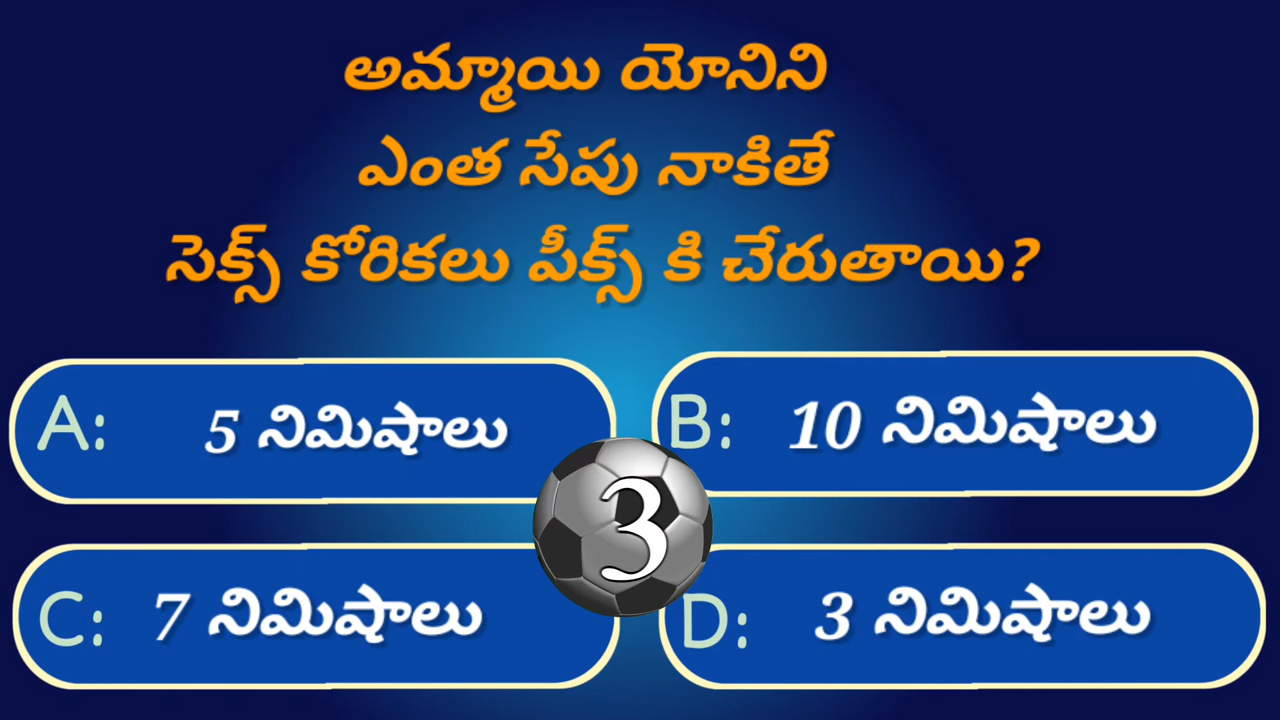 అమ్మాయి యోనిని
ఎంత సేపు నాకితే
సెక్స్ కోరికలు పీక్స్ కి చేరుతాయి?
A: 5 నిమిషాలు
B: 10 నిమిషాలు
3
C: 7 నిమిషాలు
D: 3 నిమిషాలు